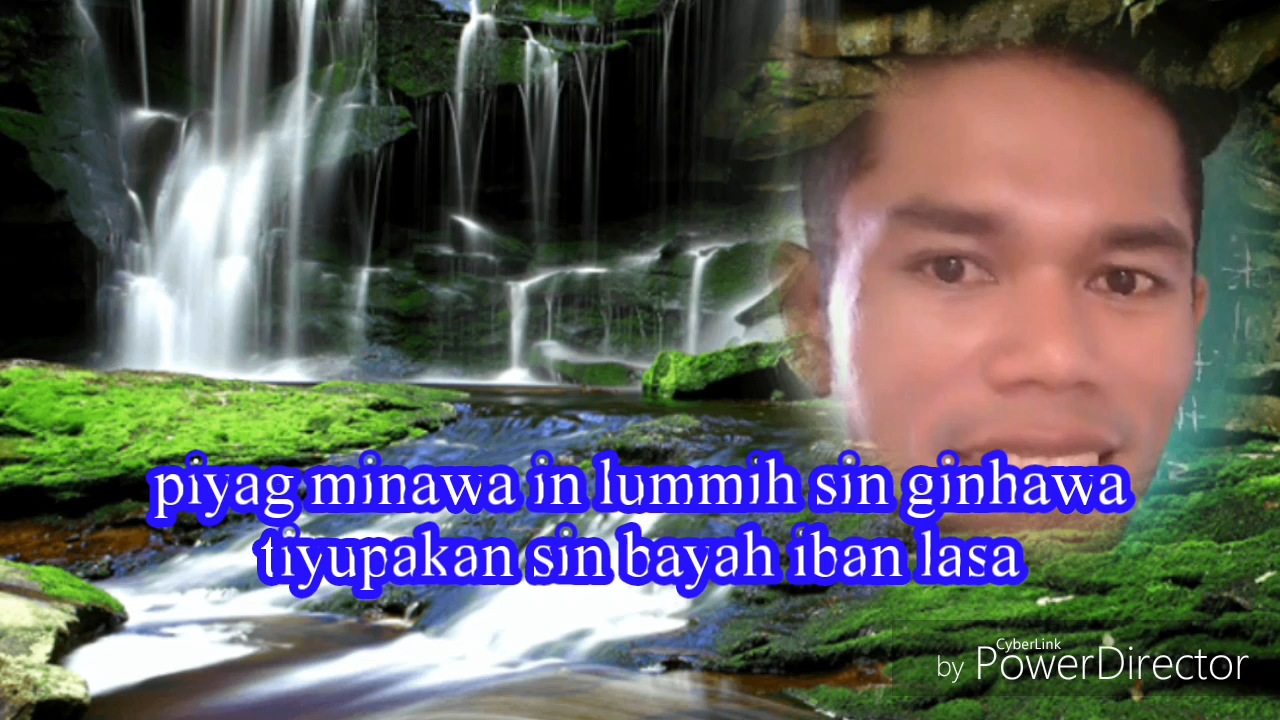 piyag minawa in lummih sin ginhawa
tiyupakan sin bayah iban lasa
CyberLink
by PowerDirector